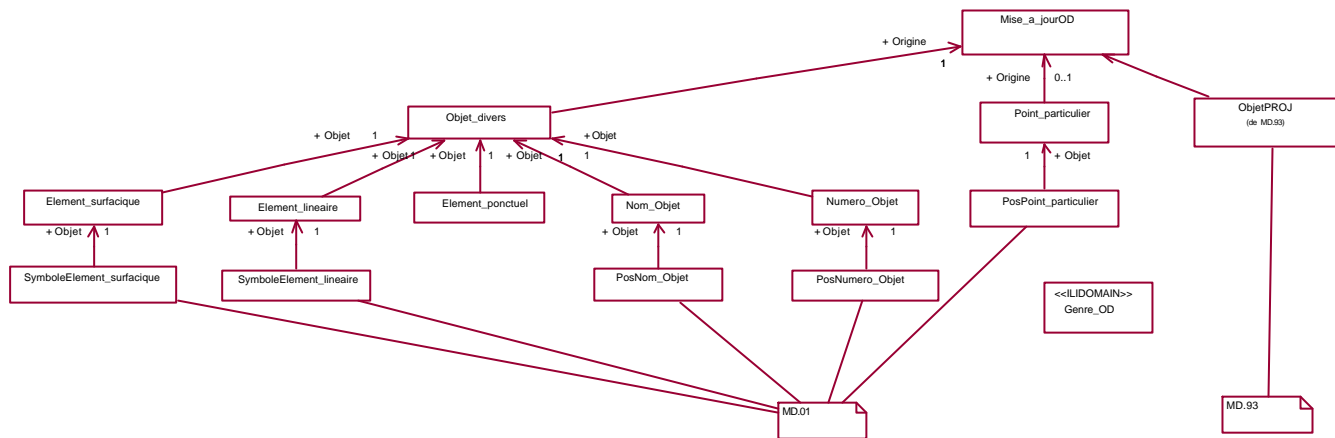 Mise_a_jourOD
+ Origine
1
+ Origine
0..1
Objet_divers
Point_particulier
ObjetPROJ
(de MD.93)
+ Objet
1
+ Objet
1
+ Objet
1
+ Objet
1
+ Objet
1
1
+ Objet
Element_surfacique
Element_lineaire
Element_ponctuel
Nom_Objet
Numero_Objet
PosPoint_particulier
+ Objet
1
+ Objet
1
+ Objet
1
+ Objet
1
SymboleElement_surfacique
SymboleElement_lineaire
PosNom_Objet
PosNumero_Objet
<<ILIDOMAIN>>
Genre_OD
MD.01
MD.93